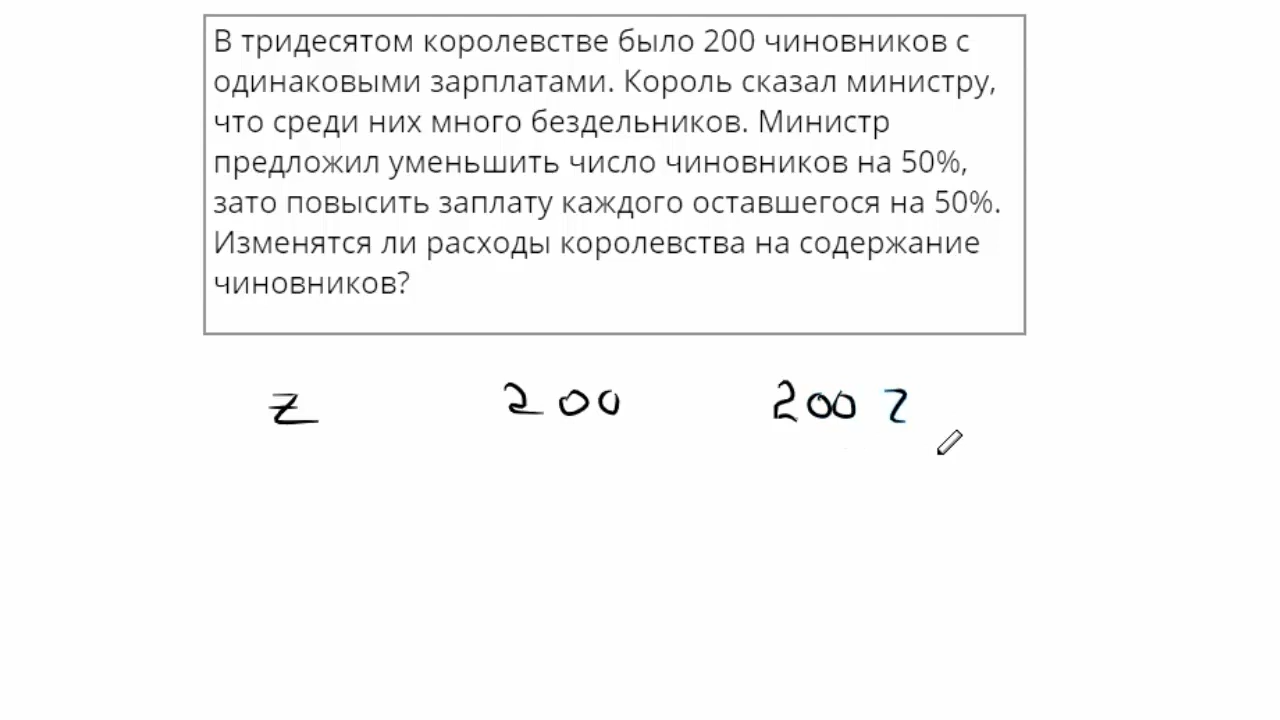 В тридесятом королевстве было 200 чиновников с
одинаковыми зарплатами. Король сказал министру,
что среди них много бездельников. Министр
предложил уменьшить число чиновников на 50%,
зато повысить заплату каждого оставшегося на 50%.
Изменятся ли расходы королевства на содержание
чиновников?
z 200 200 z